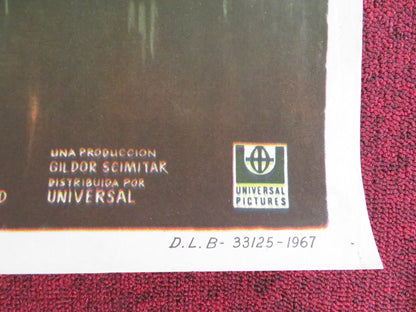 UNA PRODUCCION
GILDOR SCIMITAR
DISTRIBUIDA POR
UNIVERSAL
D
UNIVERSAL
PICTURES
D.L.B- 33125-1967